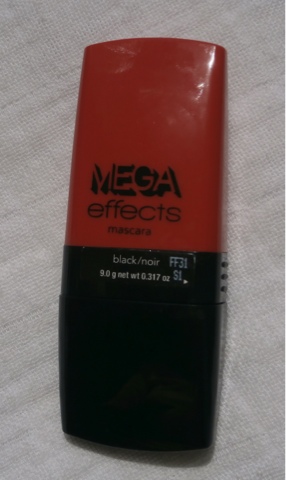 MEGA
effects
mascara
black/noir FF31
9.0 g net wt 0.317 oz S1